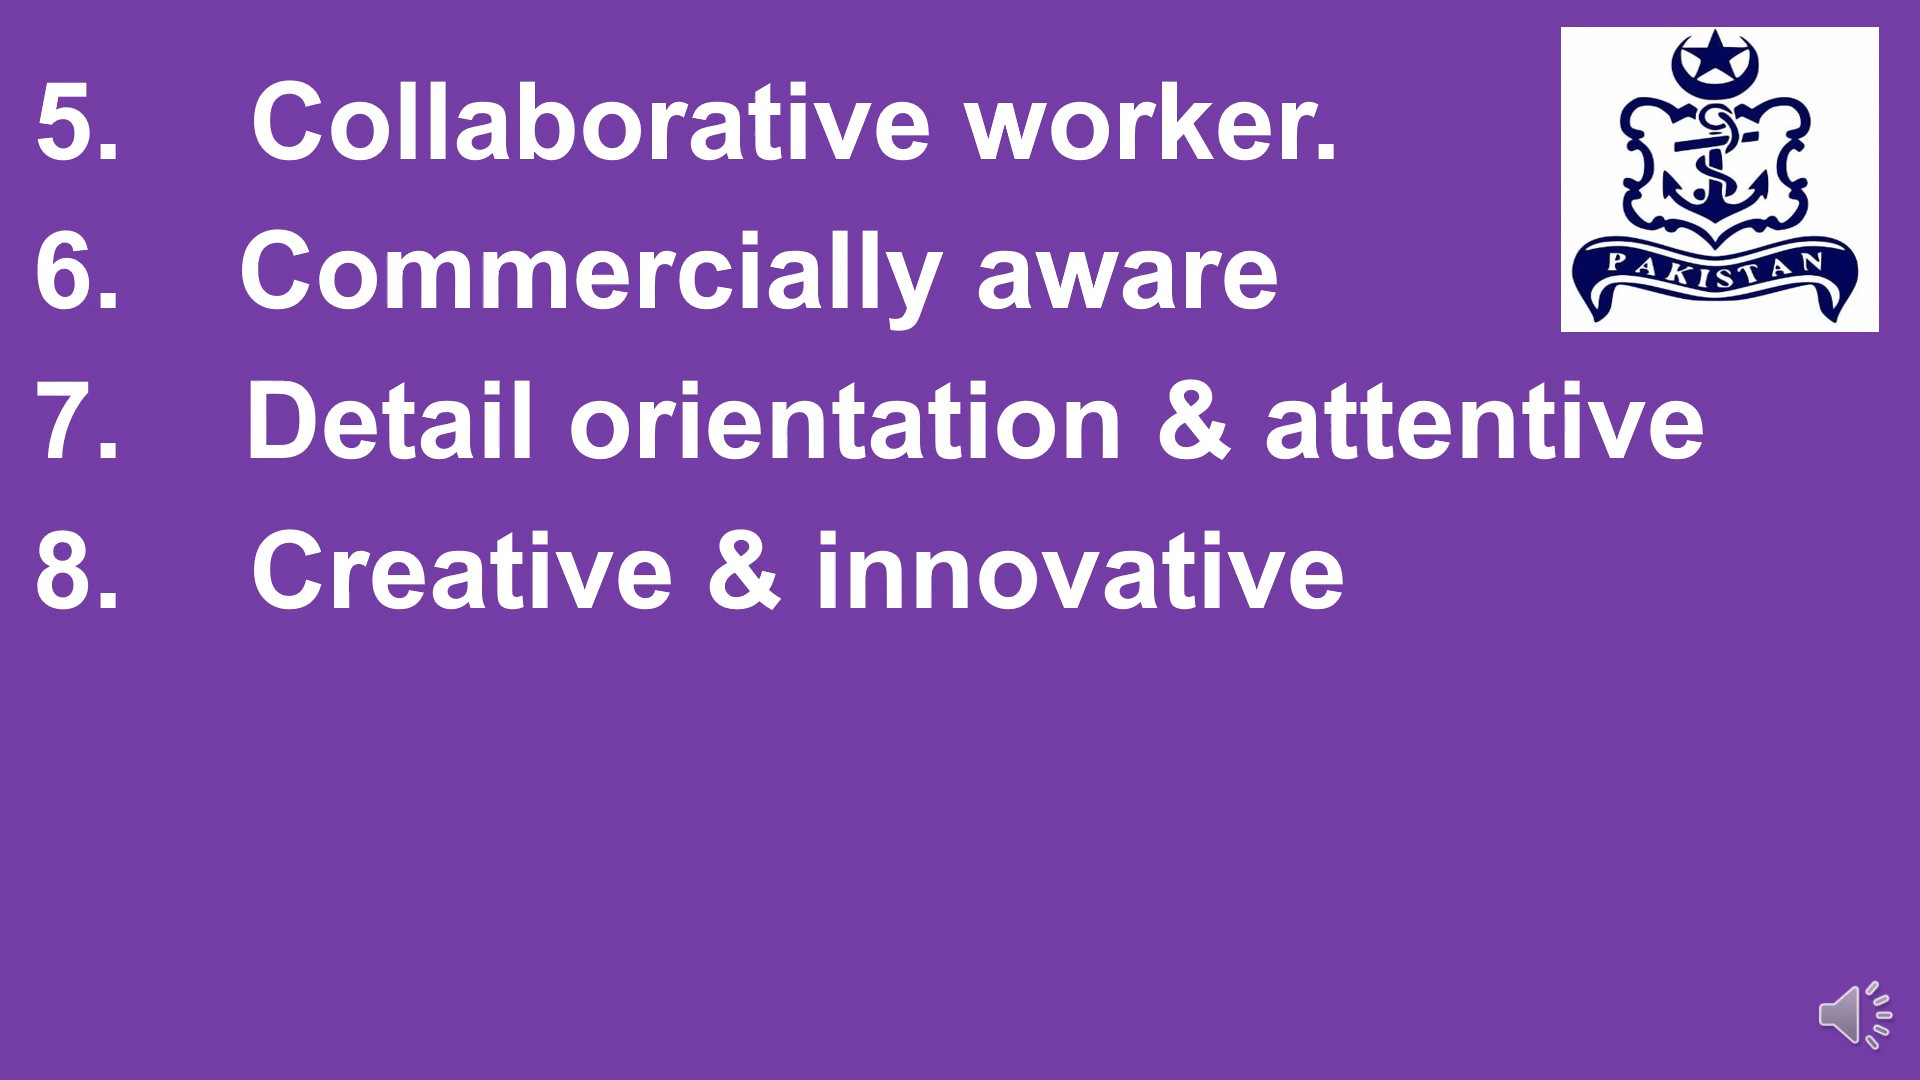 5. Collaborative worker.
6. Commercially aware
7. Detail orientation & attentive
8. Creative & innovative
PAKISTAN